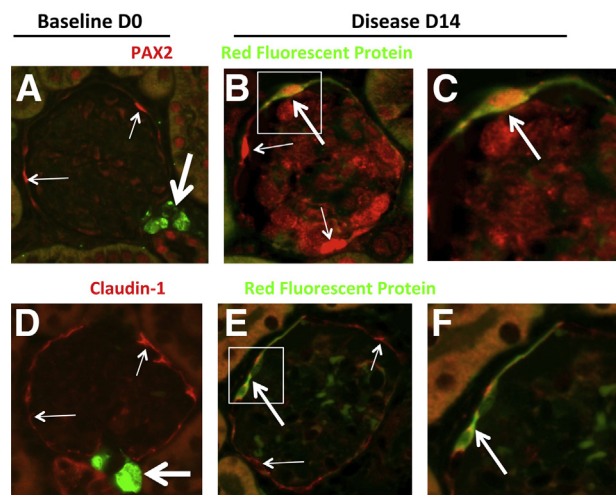 Baseline D0 Disease D14
PAX2 Red Fluorescent Protein
A B C
Claudin-1 Red Fluorescent Protein
D E F